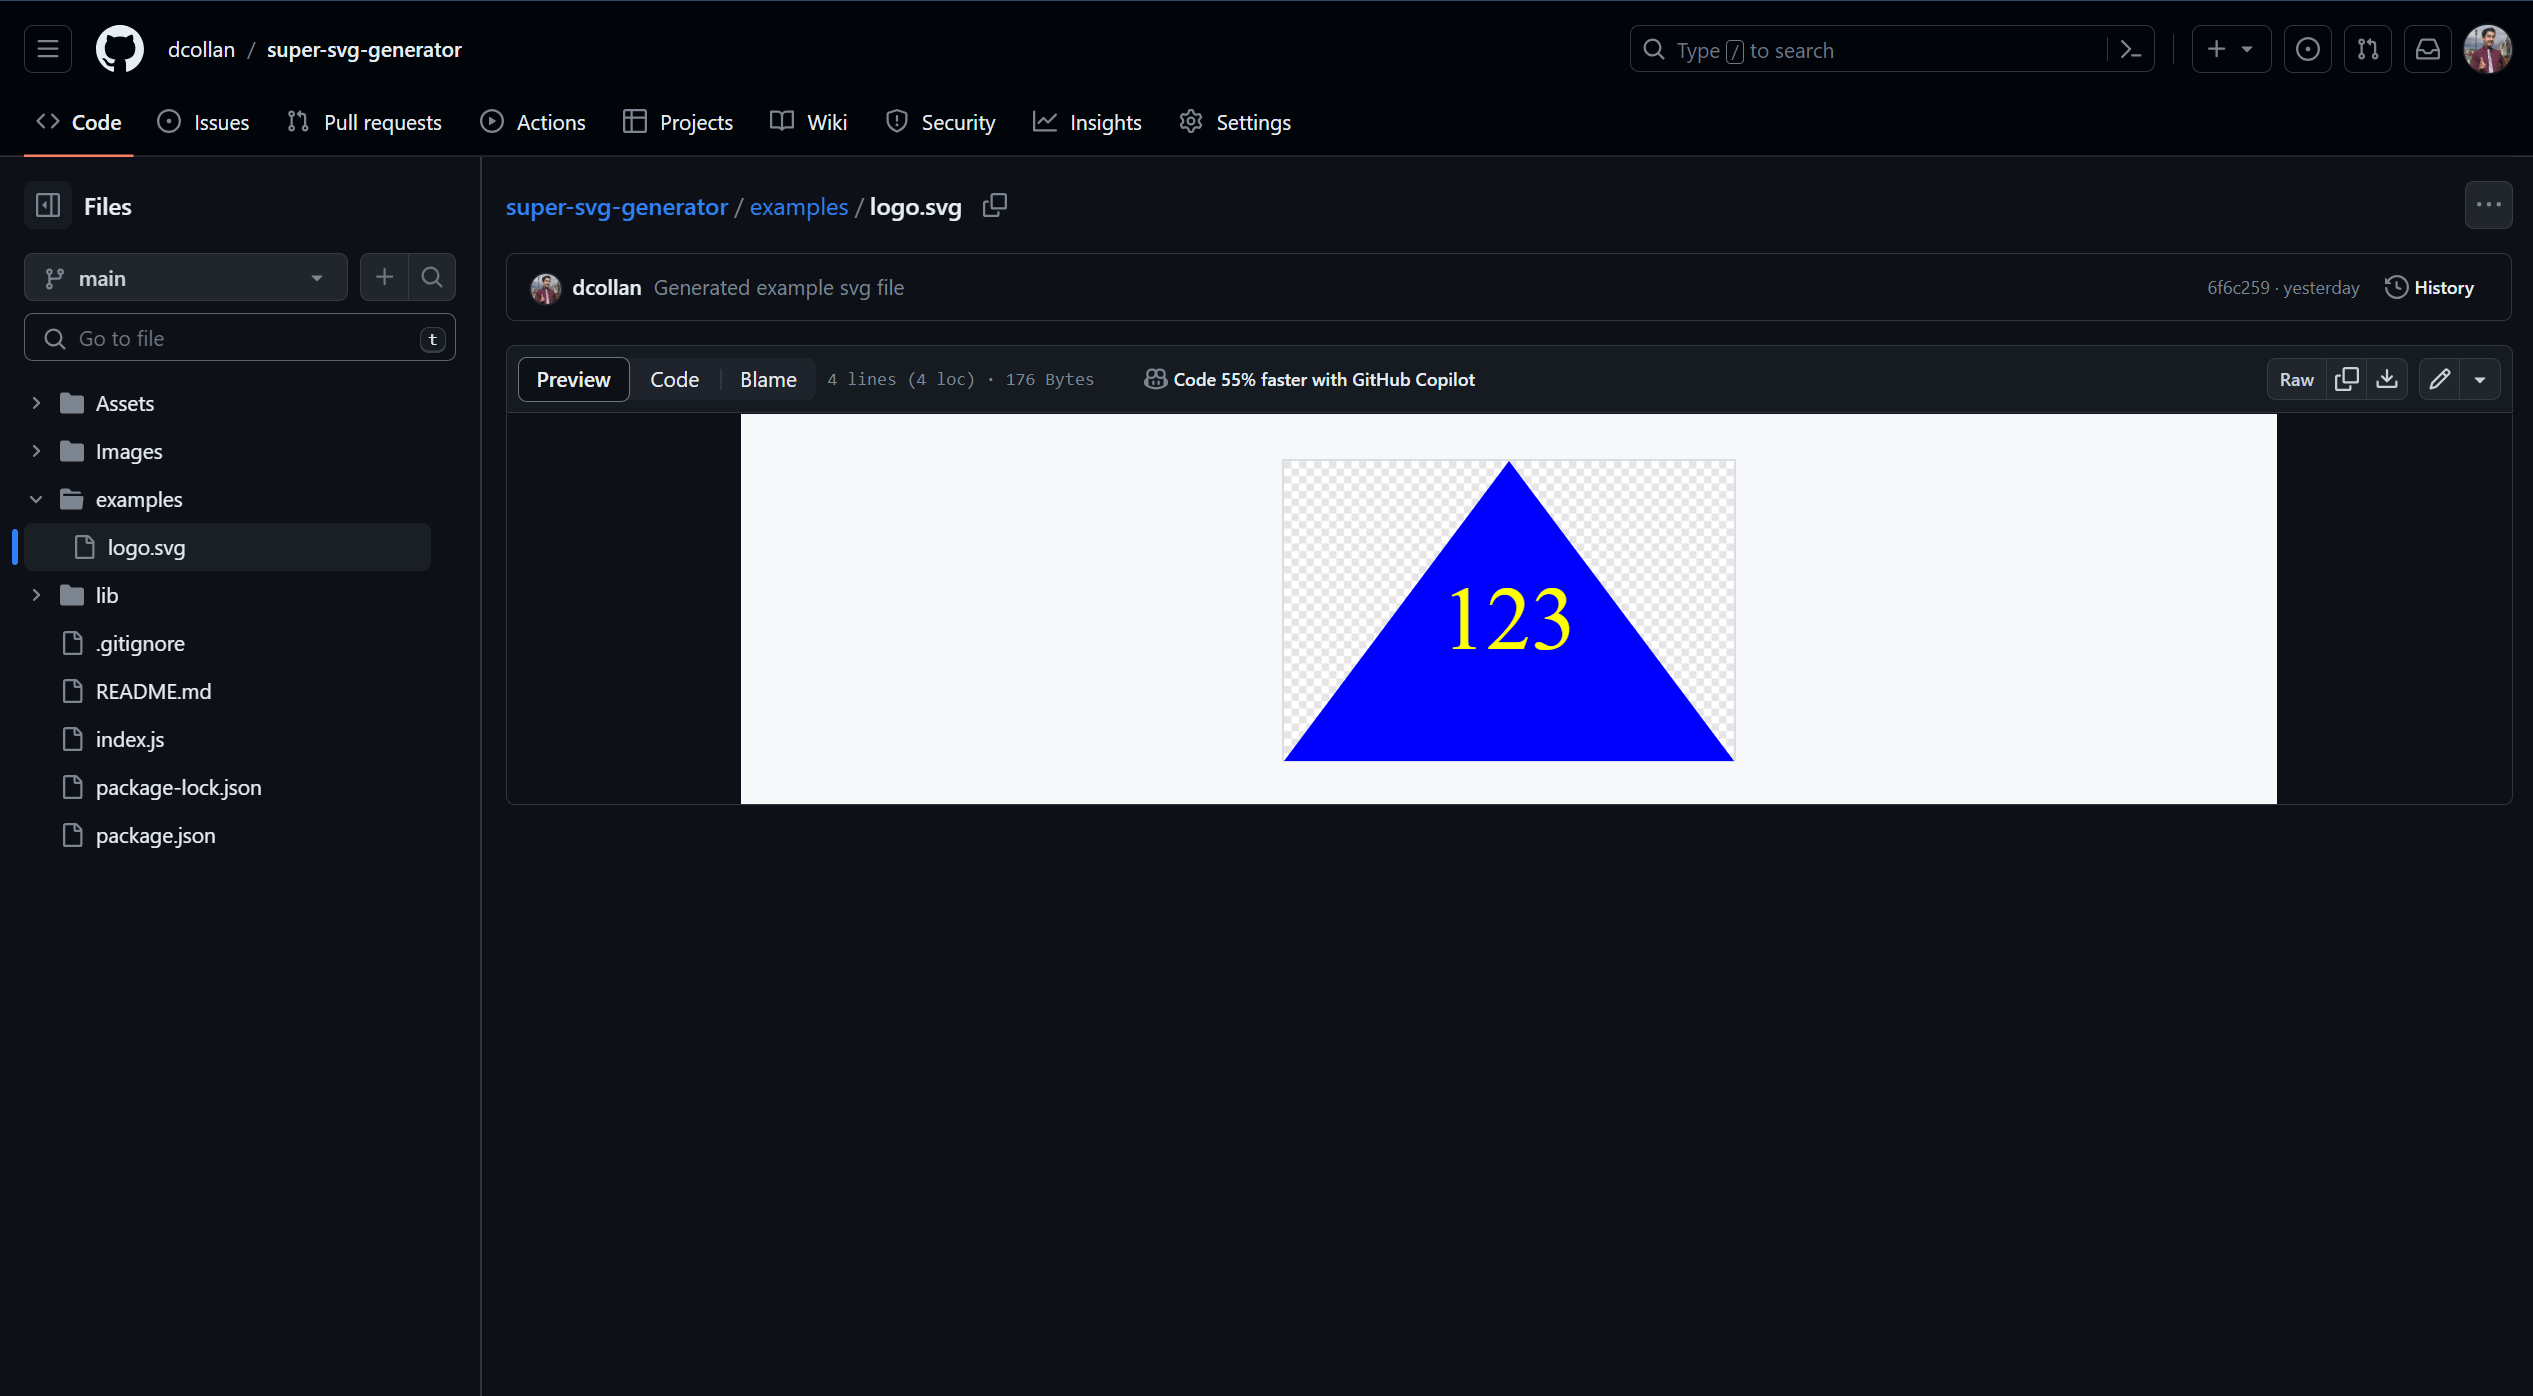 dcollan / super-svg-generator
Type / to search
Code Issues Pull requests Actions Projects Wiki Security Insights Settings
Files
main
Go to file t
Assets
Images
examples
logo.svg
lib
.gitignore
README.md
index.js
package-lock.json
package.json
super-svg-generator / examples / logo.svg
dcollan Generated example svg file 6f6c259 · yesterday History
Preview Code Blame 4 lines (4 loc) · 176 Bytes Code 55% faster with GitHub Copilot Raw
123